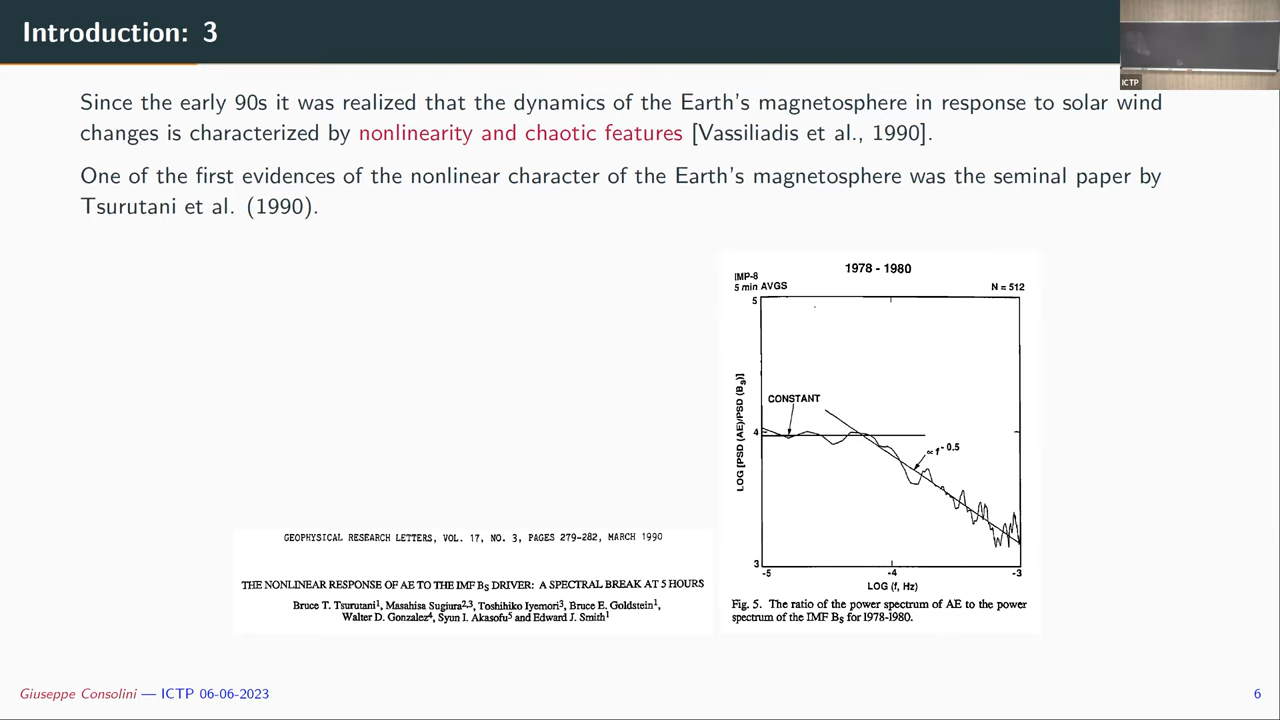 Introduction: 3
ICTP
Since the early 90s it was realized that the dynamics of the Earth's magnetosphere in response to solar wind
changes is characterized by nonlinearity and chaotic features [Vassiliadis et al., 1990].
One of the first evidences of the nonlinear character of the Earth's magnetosphere was the seminal paper by
Tsurutani et al. (1990).
1978 - 1980
IMP-8
5 min AVGS
N = 512
5
CONSTANT
4
∝ f^-0.5
LOG [PSD (AE)/PSD (Bs)]
3
-5
-4
-3
LOG (f, Hz)
Fig. 5. The ratio of the power spectrum of AE to the power
spectrum of the IMF Bs for 1978-1980.
GEOPHYSICAL RESEARCH LETTERS, VOL. 17, NO. 3, PAGES 279-282, MARCH 1990
THE NONLINEAR RESPONSE OF AE TO THE IMF Bs DRIVER: A SPECTRAL BREAK AT 5 HOURS
Bruce T. Tsurutani1, Masahisa Sugiura2,3, Toshihiko Iyemori3, Bruce E. Goldstein1,
Walter D. Gonzalez4, Syun I. Akasofu5 and Edward J. Smith1
Giuseppe Consolini — ICTP 06-06-2023
6